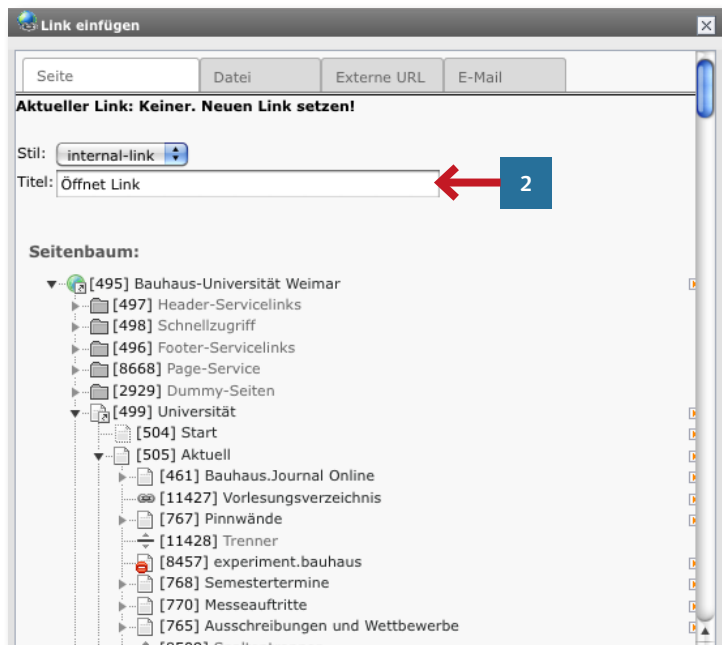 Link einfügen
Seite Datei Externe URL E-Mail
Aktueller Link: Keiner. Neuen Link setzen!
Stil: internal-link
Titel: Öffnet Link
2
Seitenbaum:
[495] Bauhaus-Universität Weimar
[497] Header-Servicelinks
[498] Schnellzugriff
[496] Footer-Servicelinks
[8668] Page-Service
[2929] Dummy-Seiten
[499] Universität
[504] Start
[505] Aktuell
[461] Bauhaus.Journal Online
[11427] Vorlesungsverzeichnis
[767] Pinnwände
[11428] Trenner
[8457] experiment.bauhaus
[768] Semestertermine
[770] Messeauftritte
[765] Ausschreibungen und Wettbewerbe